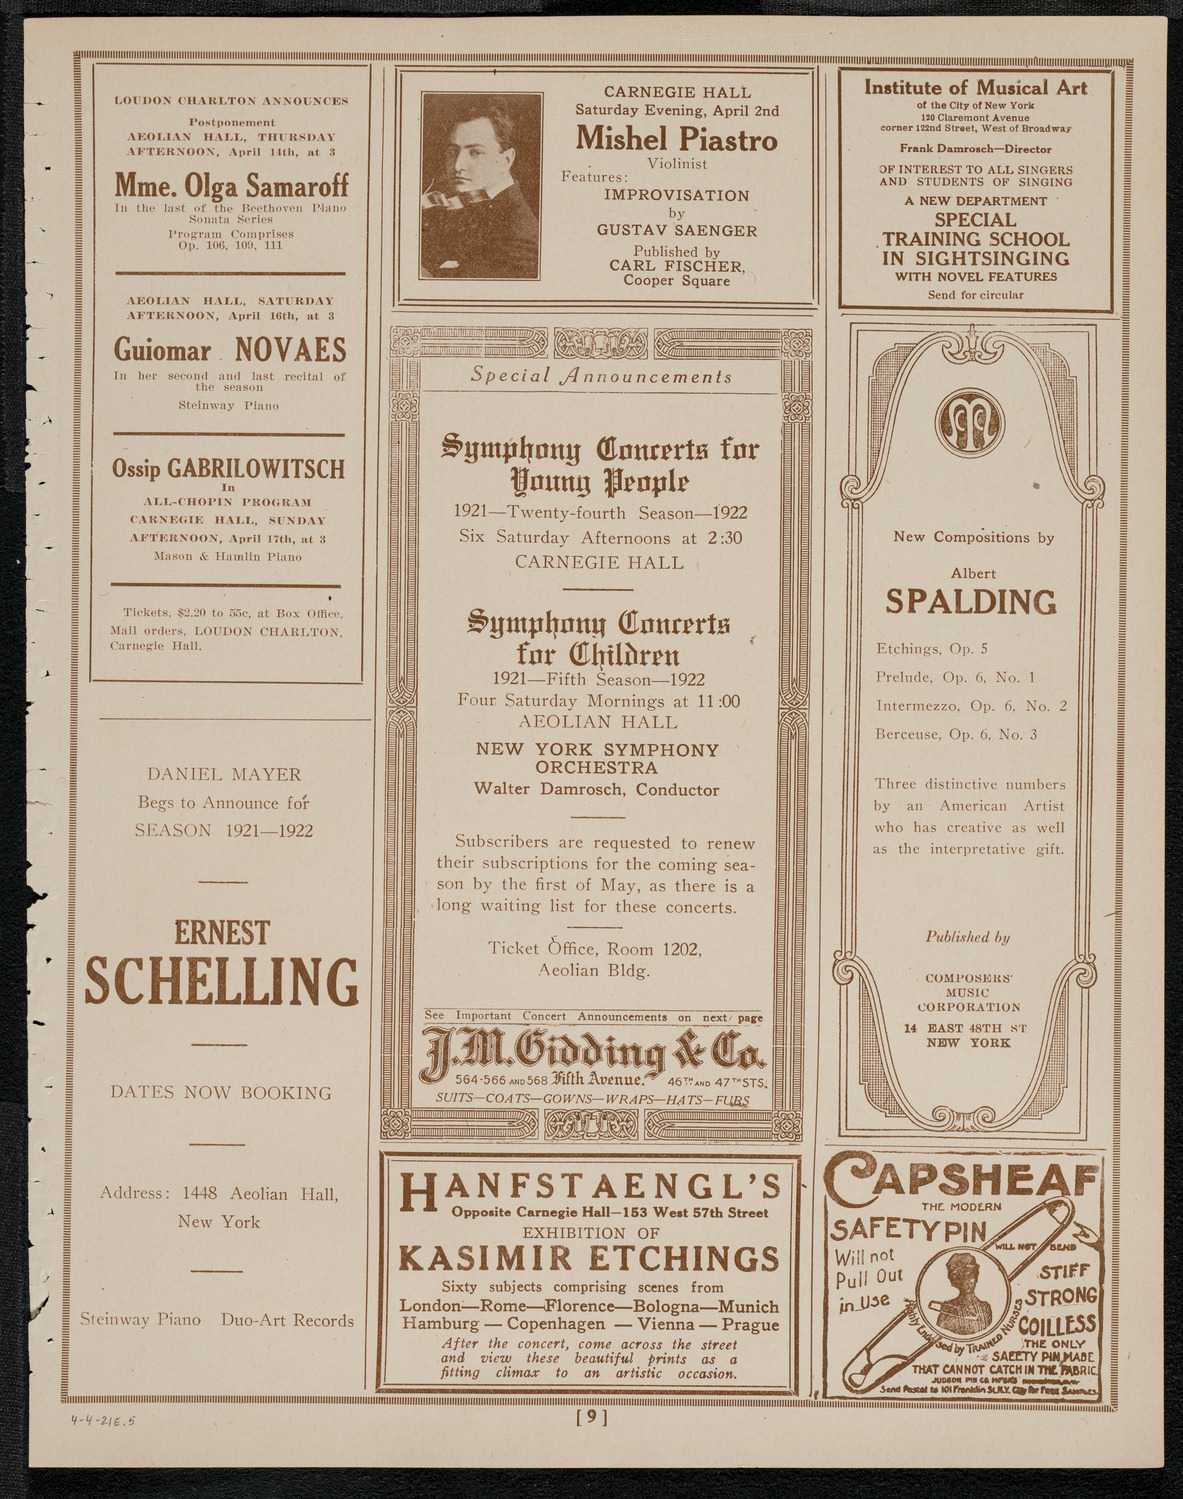 LOUDON CHARLTON ANNOUNCES
Postponement
AEOLIAN HALL, THURSDAY
AFTERNOON, April 14th, at 3
Mme. Olga Samaroff
In the last of the Beethoven Piano
Sonata Series
Program Comprises
Op. 106, 109, 111
AEOLIAN HALL, SATURDAY
AFTERNOON, April 16th, at 3
Guiomar NOVAES
In her second and last recital of
the season
Steinway Piano
Ossip GABRILOWITSCH
In
ALL-CHOPIN PROGRAM
CARNEGIE HALL, SUNDAY
AFTERNOON, April 17th, at 3
Mason & Hamlin Piano
Tickets, $2.20 to 55c, at Box Office.
Mail orders, LOUDON CHARLTON,
Carnegie Hall.
DANIEL MAYER
Begs to Announce for
SEASON 1921—1922
ERNEST
SCHELLING
DATES NOW BOOKING
Address: 1448 Aeolian Hall,
New York
Steinway Piano Duo-Art Records
CARNEGIE HALL
Saturday Evening, April 2nd
Mishel Piastro
Violinist
Features:
IMPROVISATION
by
GUSTAV SAENGER
Published by
CARL FISCHER,
Cooper Square
Special Announcements
Symphony Concerts for
Young People
1921—Twenty-fourth Season—1922
Six Saturday Afternoons at 2:30
CARNEGIE HALL
Symphony Concerts
for Children
1921—Fifth Season—1922
Four Saturday Mornings at 11:00
AEOLIAN HALL
NEW YORK SYMPHONY
ORCHESTRA
Walter Damrosch, Conductor
Subscribers are requested to renew
their subscriptions for the coming sea-
son by the first of May, as there is a
long waiting list for these concerts.
Ticket Office, Room 1202,
Aeolian Bldg.
See Important Concert Announcements on next page
J.M. Gidding & Co.
564-566 AND 568 Fifth Avenue. 46TH AND 47TH STS.
SUITS—COATS—GOWNS—WRAPS—HATS—FURS
HANFSTAENGL'S
Opposite Carnegie Hall—153 West 57th Street
EXHIBITION OF
KASIMIR ETCHINGS
Sixty subjects comprising scenes from
London—Rome—Florence—Bologna—Munich
Hamburg — Copenhagen — Vienna — Prague
After the concert, come across the street
and view these beautiful prints as a
fitting climax to an artistic occasion.
Institute of Musical Art
of the City of New York
120 Claremont Avenue
corner 122nd Street, West of Broadway
Frank Damrosch—Director
OF INTEREST TO ALL SINGERS
AND STUDENTS OF SINGING
A NEW DEPARTMENT
SPECIAL
TRAINING SCHOOL
IN SIGHTSINGING
WITH NOVEL FEATURES
Send for circular
New Compositions by
Albert
SPALDING
Etchings, Op. 5
Prelude, Op. 6, No. 1
Intermezzo, Op. 6, No. 2
Berceuse, Op. 6, No. 3
Three distinctive numbers
by an American Artist
who has creative as well
as the interpretative gift.
Published by
COMPOSERS'
MUSIC
CORPORATION
14 EAST 48TH ST
NEW YORK
CAPSHEAF
THE MODERN
SAFETY PIN
WILL NOT BEND
Will not
Pull Out
in Use
STIFF
STRONG
COILLESS
Highly Endorsed by TRAINED NURSES
THE ONLY
SAFETY PIN MADE
THAT CANNOT CATCH IN THE FABRIC.
JUDSON PIN CO. MFGRS
Send Postal to 101 Franklin St. N.Y. City for Free SAMPLES.
[ 9 ]
4-4-21E.5